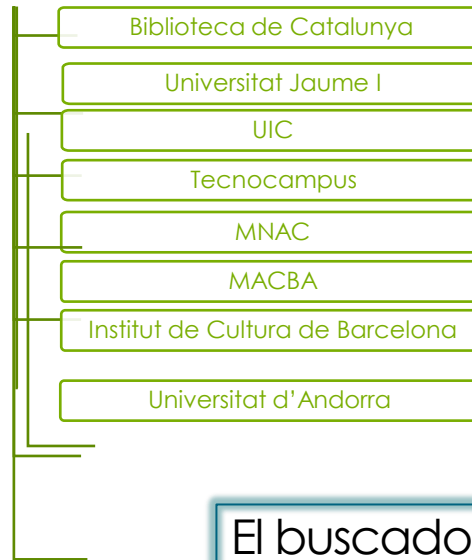 Biblioteca de Catalunya
Universitat Jaume I
UIC
Tecnocampus
MNAC
MACBA
Institut de Cultura de Barcelona
Universitat d’Andorra
El buscado